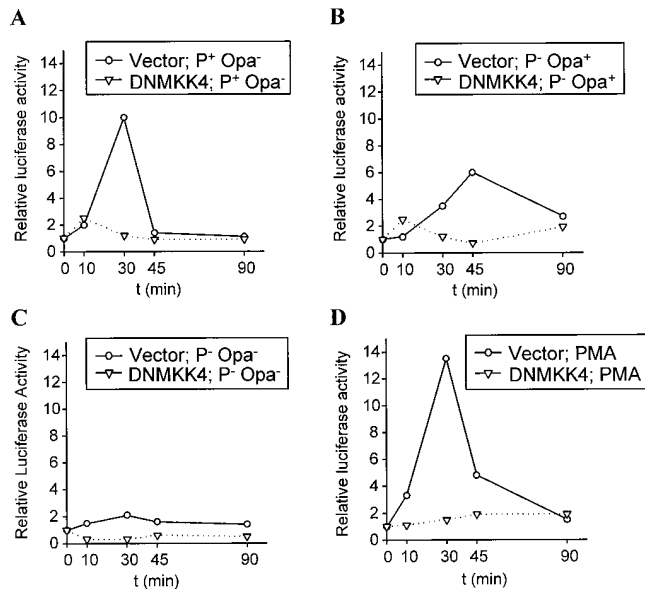 A
Vector; P⁺ Opa⁻
DNMKK4; P⁺ Opa⁻
Relative luciferase activity
14
12
10
8
6
4
2
0
0 10 30 45 90
t (min)
B
Vector; P⁻ Opa⁺
DNMKK4; P⁻ Opa⁺
Relative luciferase activity
14
12
10
8
6
4
2
0
0 10 30 45 90
t (min)
C
Vector; P⁻ Opa⁻
DNMKK4; P⁻ Opa⁻
Relative Luciferase Activity
14
12
10
8
6
4
2
0
0 10 30 45 90
t (min)
D
Vector; PMA
DNMKK4; PMA
Relative luciferase activity
14
12
10
8
6
4
2
0
0 10 30 45 90
t (min)